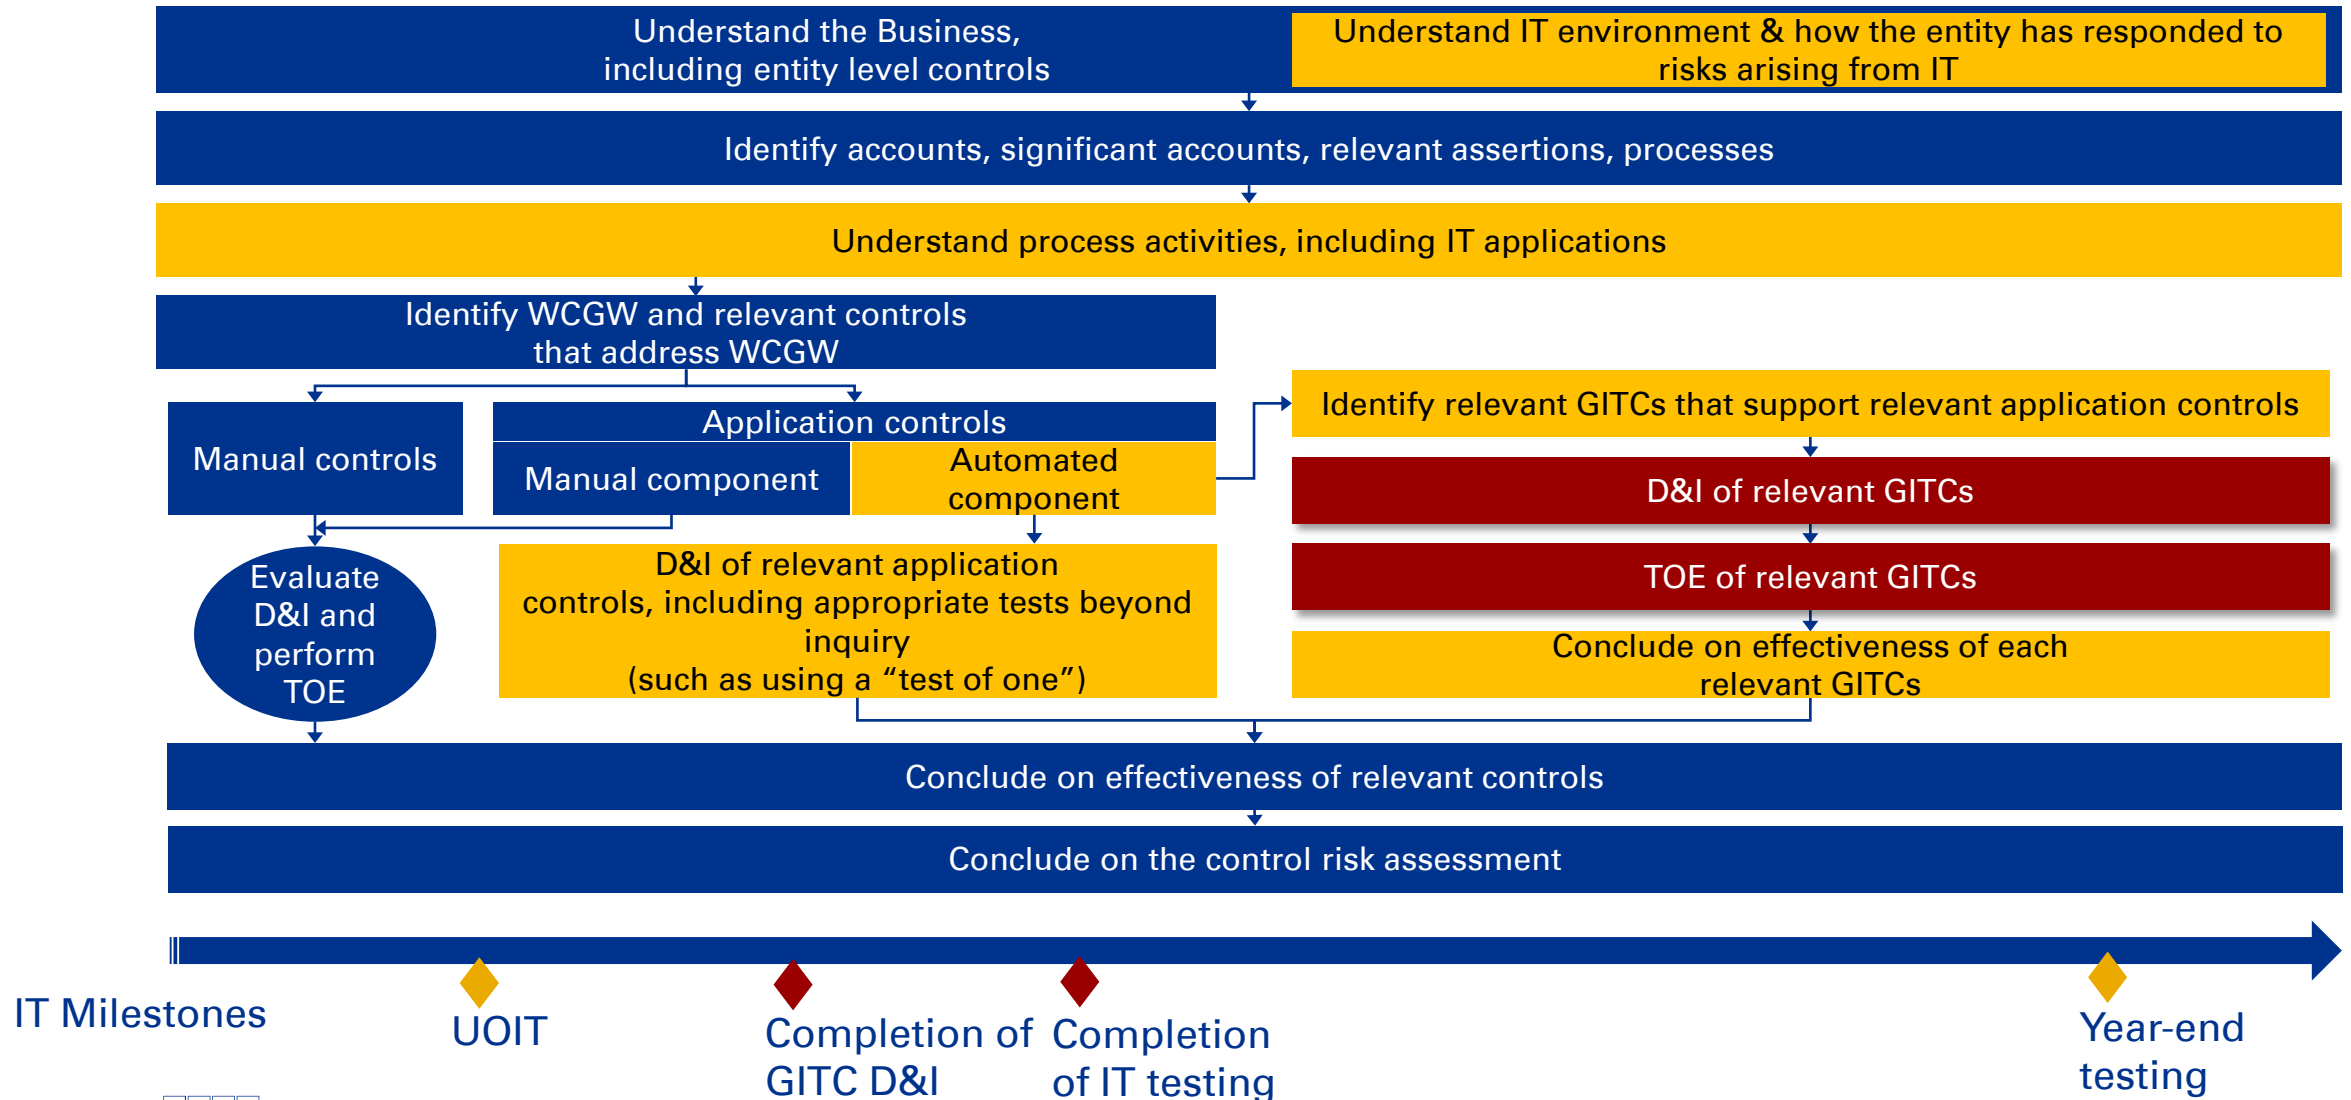 Understand the Business,
including entity level controls
Understand IT environment & how the entity has responded to
risks arising from IT
Identify accounts, significant accounts, relevant assertions, processes
Understand process activities, including IT applications
Identify WCGW and relevant controls
that address WCGW
Manual controls
Application controls
Manual component
Automated
component
Identify relevant GITCs that support relevant application controls
D&I of relevant GITCs
TOE of relevant GITCs
Conclude on effectiveness of each
relevant GITCs
Evaluate
D&I and
perform
TOE
D&I of relevant application
controls, including appropriate tests beyond
inquiry
(such as using a “test of one”)
Conclude on effectiveness of relevant controls
Conclude on the control risk assessment
IT Milestones
UOIT
Completion of
GITC D&I
Completion
of IT testing
Year-end
testing